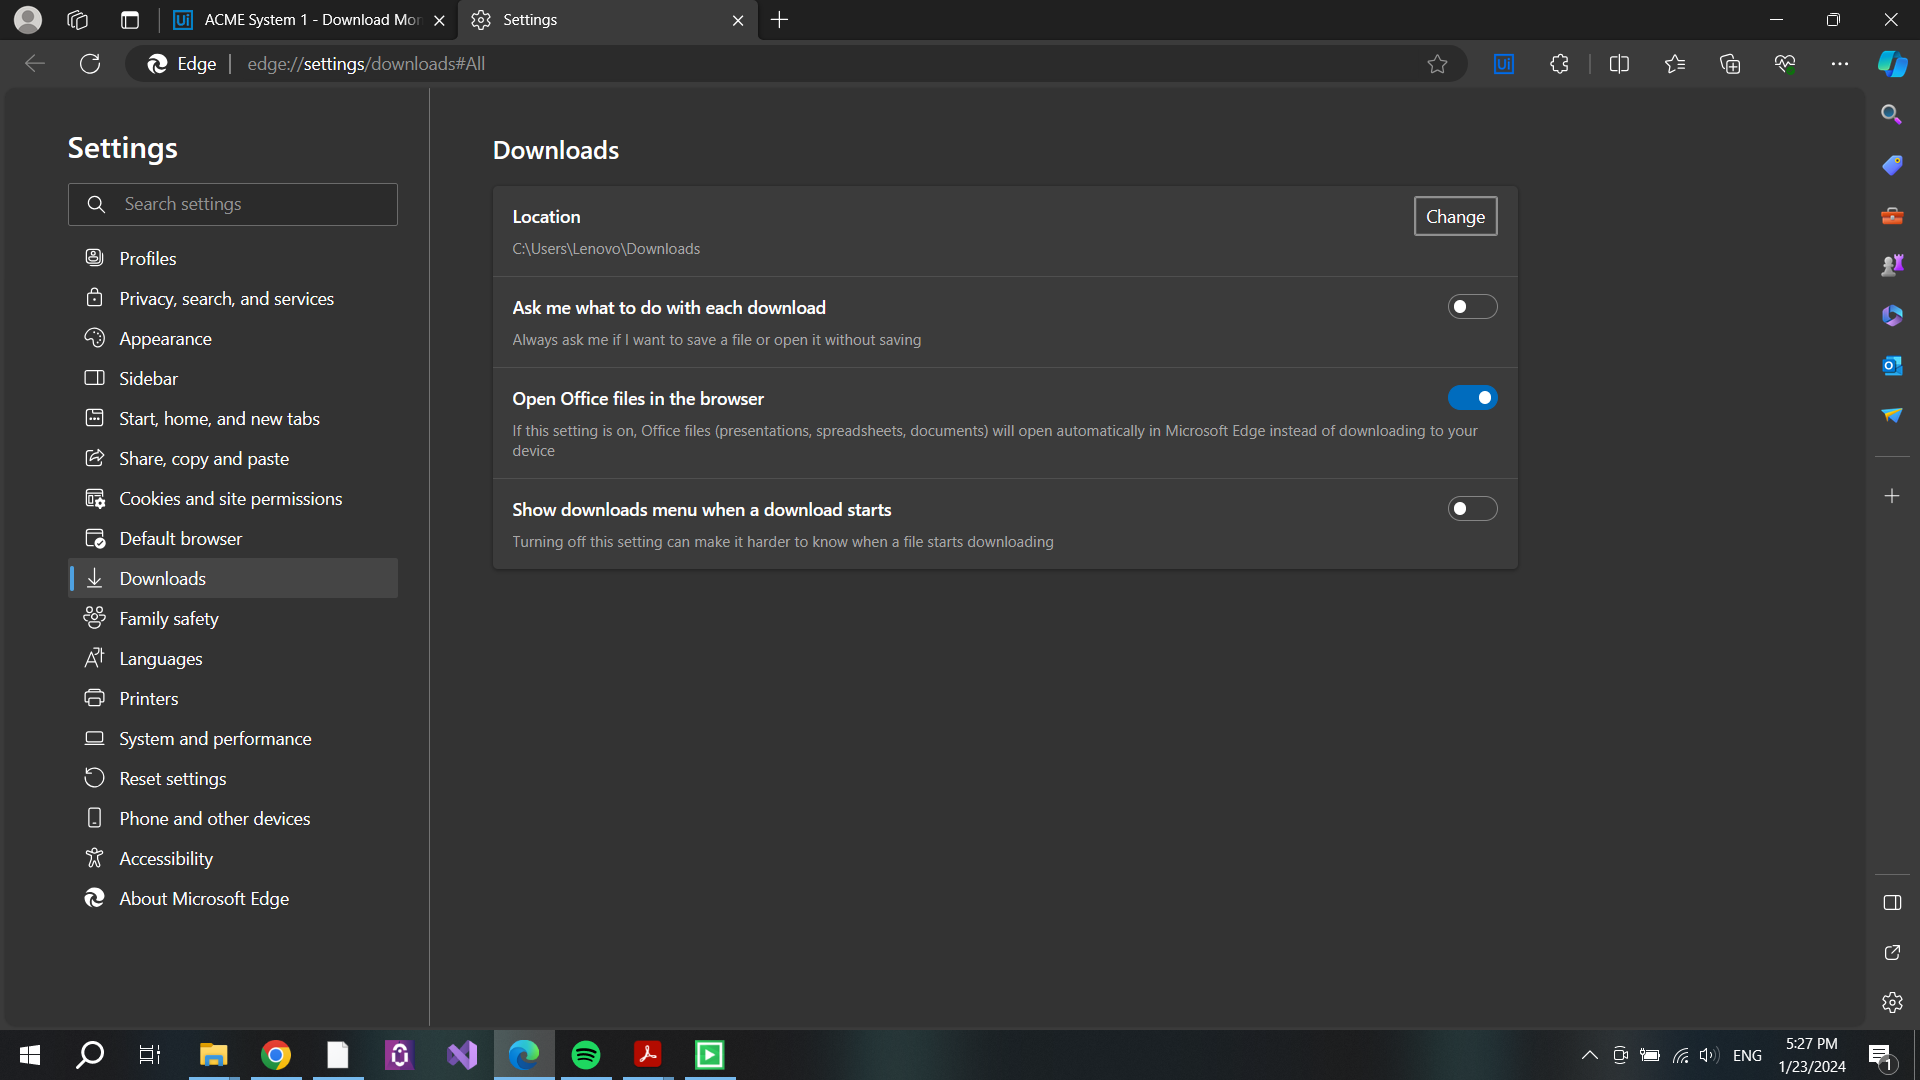 ACME System 1 - Download Mon
Settings
Edge
edge://settings/downloads#All
Settings
Search settings
Profiles
Privacy, search, and services
Appearance
Sidebar
Start, home, and new tabs
Share, copy and paste
Cookies and site permissions
Default browser
Downloads
Family safety
Languages
Printers
System and performance
Reset settings
Phone and other devices
Accessibility
About Microsoft Edge
Downloads
Location
Change
C:\Users\Lenovo\Downloads
Ask me what to do with each download
Always ask me if I want to save a file or open it without saving
Open Office files in the browser
If this setting is on, Office files (presentations, spreadsheets, documents) will open automatically in Microsoft Edge instead of downloading to your
device
Show downloads menu when a download starts
Turning off this setting can make it harder to know when a file starts downloading
ENG
5:27 PM
1/23/2024
1